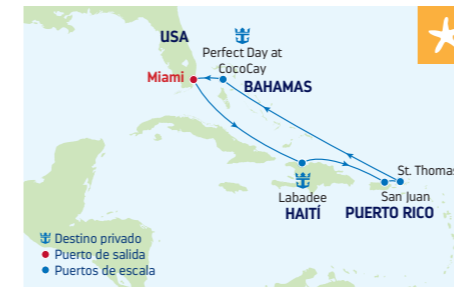 USA
Perfect Day at
CocoCay
Miami
BAHAMAS
St. Thomas
Labadee
San Juan
HAITÍ
PUERTO RICO
Destino privado
Puerto de salida
Puertos de escala